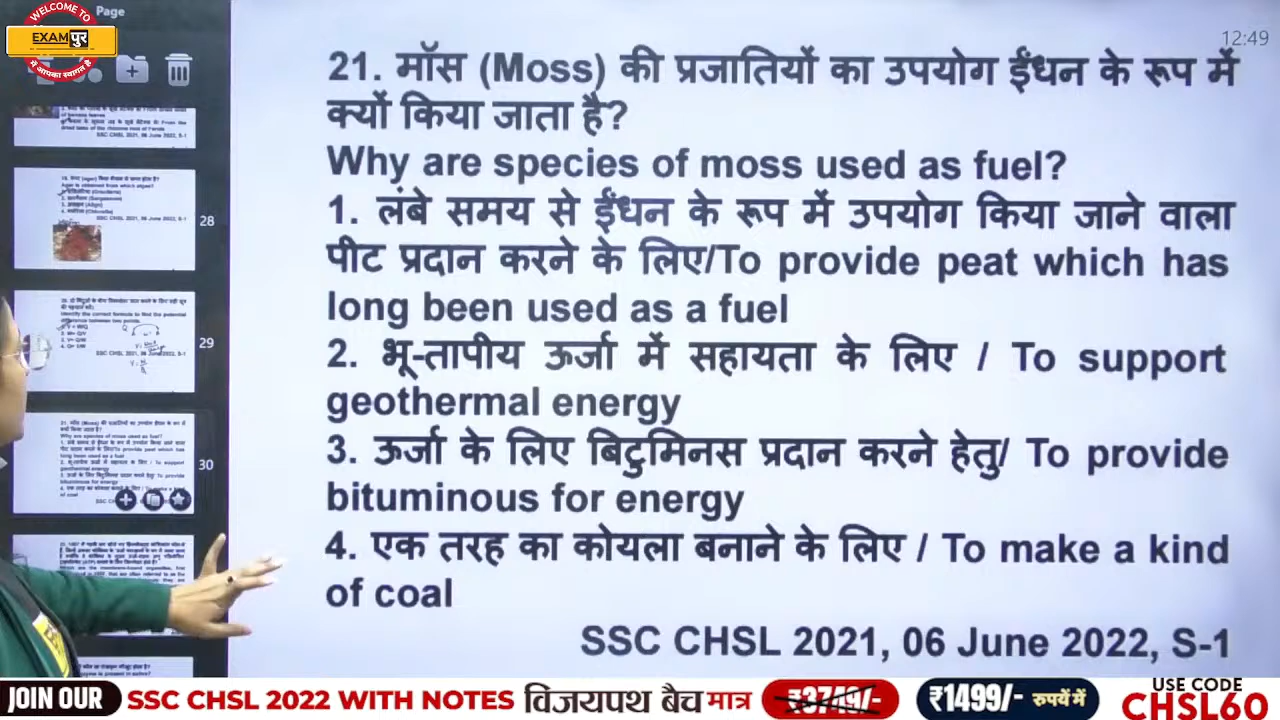 Page
WELCOME TO
EXAMपुर
में आपका स्वागत है
12:49
21. मॉस (Moss) की प्रजातियों का उपयोग ईंधन के रूप में
क्यों किया जाता है?
Why are species of moss used as fuel?
1. लंबे समय से ईंधन के रूप में उपयोग किया जाने वाला
पीट प्रदान करने के लिए/To provide peat which has
long been used as a fuel
2. भू-तापीय ऊर्जा में सहायता के लिए / To support
geothermal energy
3. ऊर्जा के लिए बिटुमिनस प्रदान करने हेतु/ To provide
bituminous for energy
4. एक तरह का कोयला बनाने के लिए / To make a kind
of coal
SSC CHSL 2021, 06 June 2022, S-1
28
29
30
JOIN OUR SSC CHSL 2022 WITH NOTES विजयपथ बैच मात्र ₹3749/- ₹1499/- रुपयें में
USE CODE
CHSL60